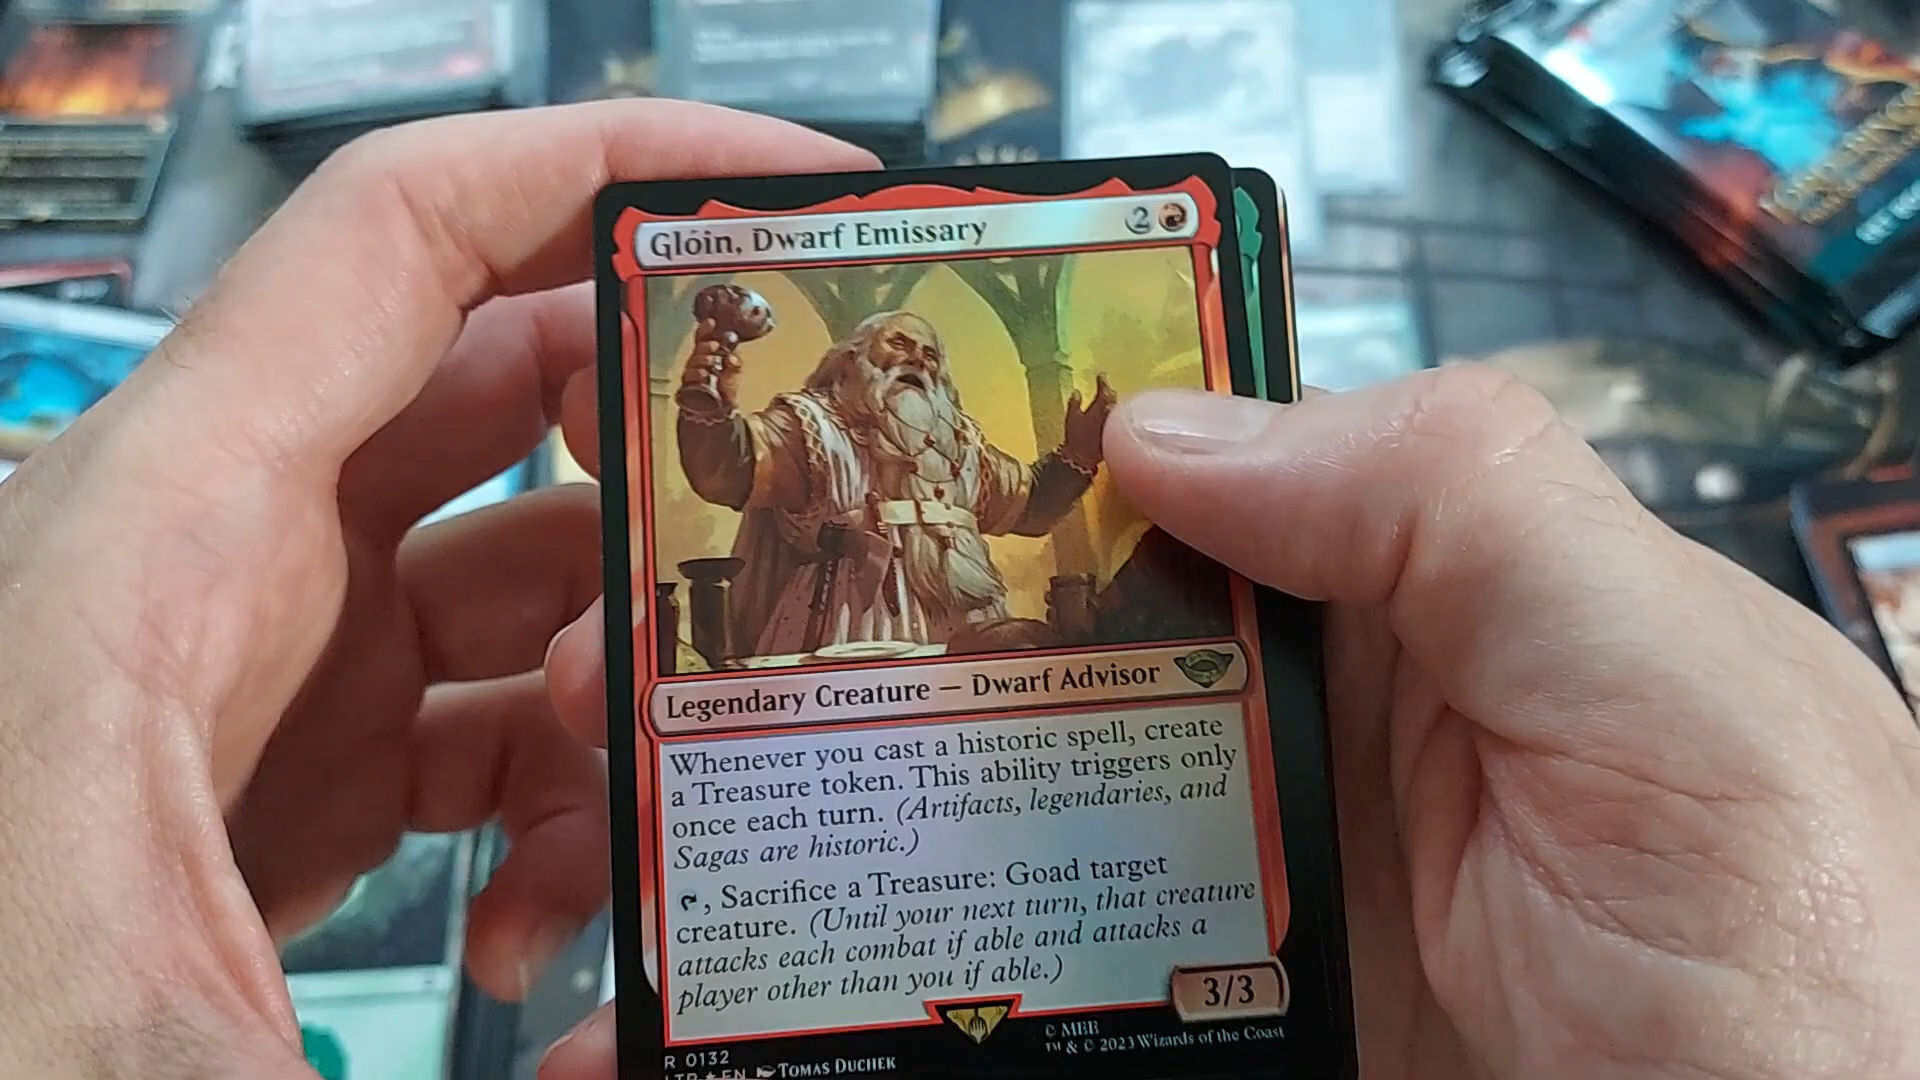 Glóin, Dwarf Emissary 2
Legendary Creature — Dwarf Advisor
Whenever you cast a historic spell, create
a Treasure token. This ability triggers only
once each turn. (Artifacts, legendaries, and
Sagas are historic.)
, Sacrifice a Treasure: Goad target
creature. (Until your next turn, that creature
attacks each combat if able and attacks a
player other than you if able.)
3/3
R 0132
LTR ★ EN Tomas Duchek
© MEE
™ & © 2023 Wizards of the Coast